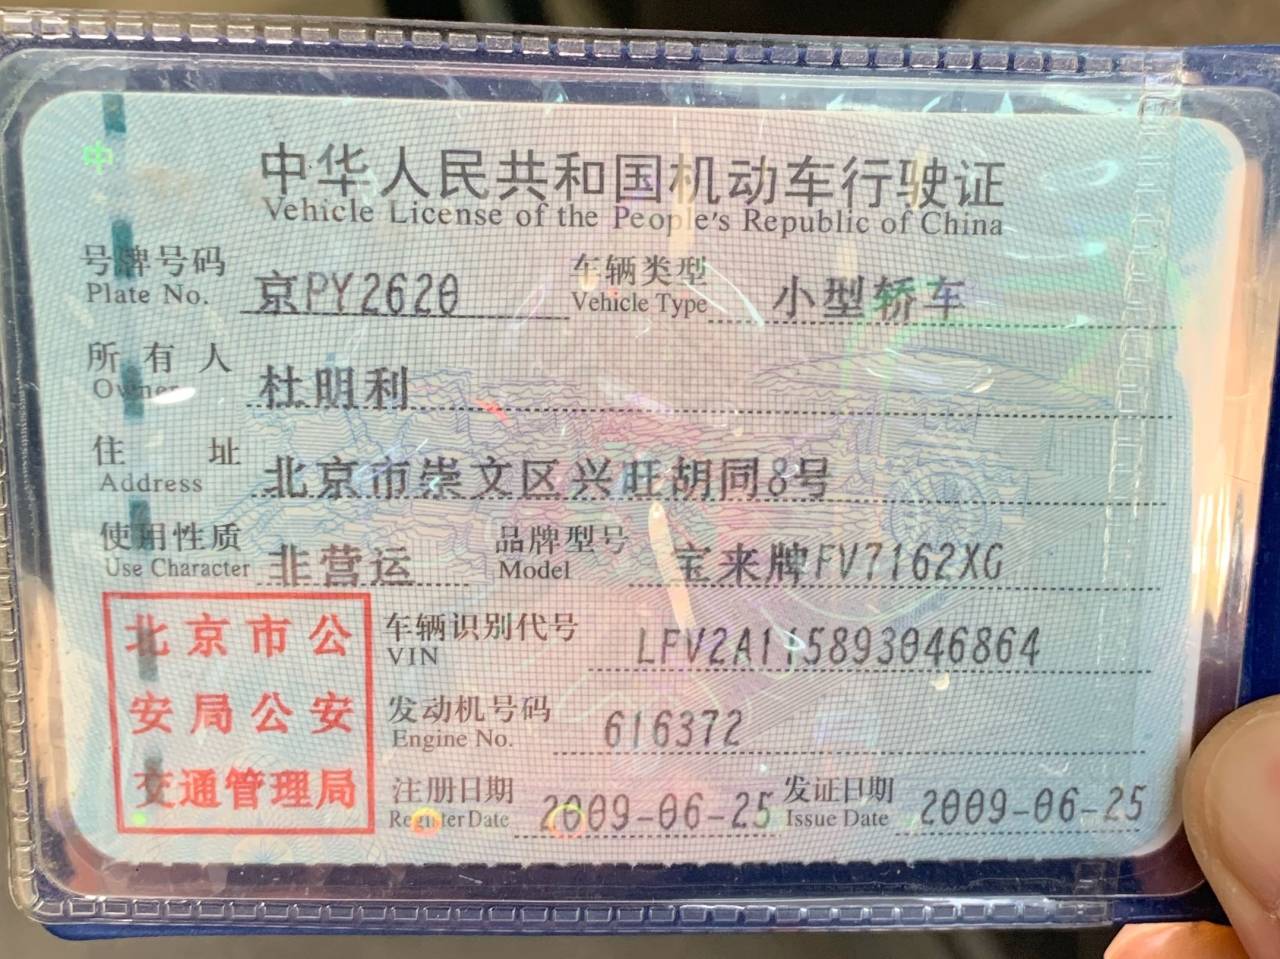 中
中华人民共和国机动车行驶证
Vehicle License of the People's Republic of China
号牌号码 京PY2620 车辆类型 小型轿车
Plate No. Vehicle Type
所有人 杜明利
Owner
住址 北京市崇文区兴旺胡同8号
Address
使用性质 非营运 品牌型号 宝来牌FV7162XG
Use Character Model
北京市公
安局公安
交通管理局
车辆识别代号 LFV2A115893046864
VIN
发动机号码 616372
Engine No.
注册日期 2009-06-25 发证日期 2009-06-25
Register Date Issue Date